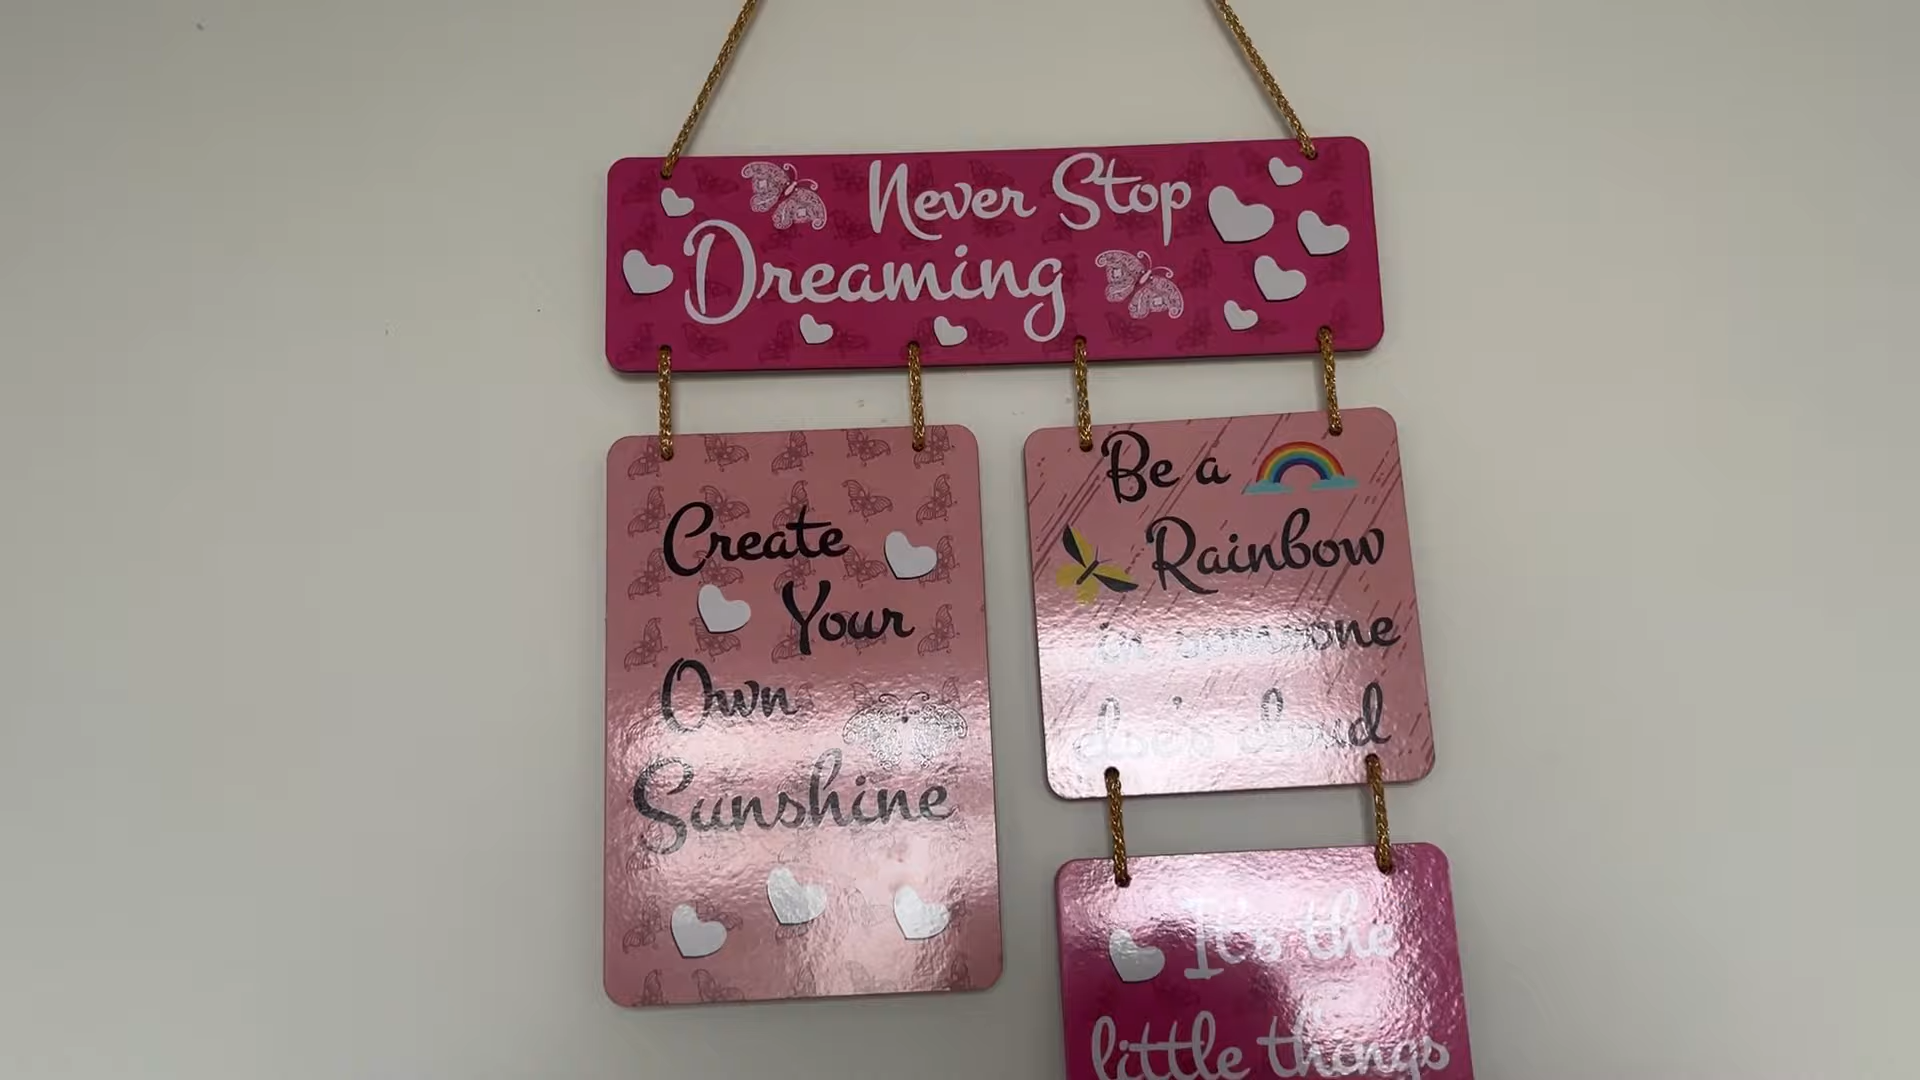 Never Stop
Dreaming
Create
Your
Own
Sunshine
Be a
Rainbow
in someone
else's cloud
It's the
little things